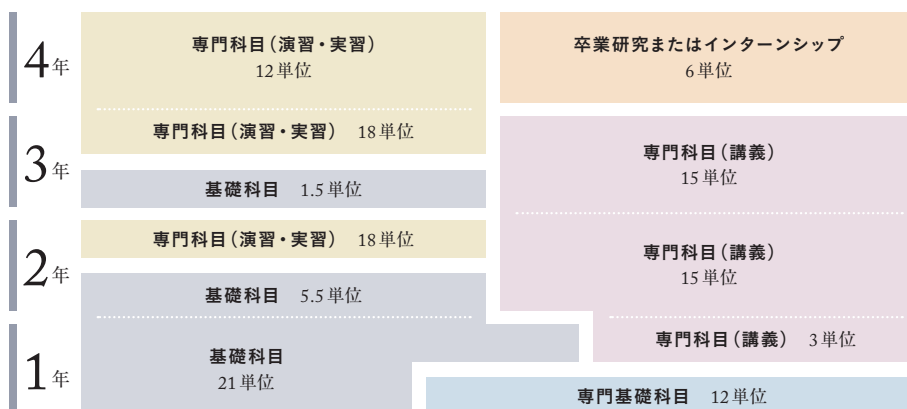 4年
専門科目（演習・実習）
12単位
卒業研究またはインターンシップ
6単位
専門科目（演習・実習） 18単位
3年
専門科目（講義）
15単位
基礎科目 1.5単位
専門科目（演習・実習） 18単位
2年
専門科目（講義）
15単位
基礎科目 5.5単位
専門科目（講義） 3単位
1年
基礎科目
21単位
専門基礎科目 12単位